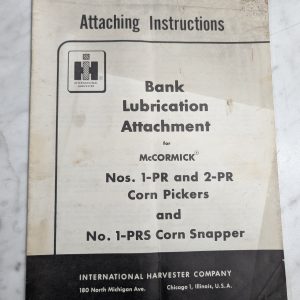 Attaching Instructions
IH
INTERNATIONAL
HARVESTER
Bank
Lubrication
Attachment
for
McCORMICK®
Nos. 1-PR and 2-PR
Corn Pickers
and
No. 1-PRS Corn Snapper
INTERNATIONAL HARVESTER COMPANY
180 North Michigan Ave. Chicago 1, Illinois, U.S.A.